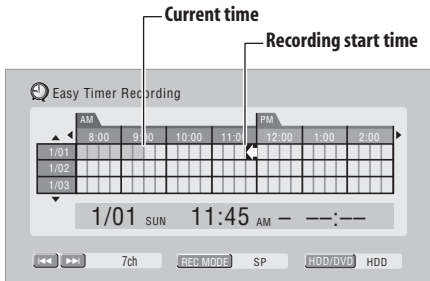 Current time
Recording start time
Easy Timer Recording
AM PM
8:00 9:00 10:00 11:00 12:00 1:00 2:00
1/01
1/02
1/03
1/01 SUN 11:45 AM – ––:––
7ch REC MODE SP HDD/DVD HDD